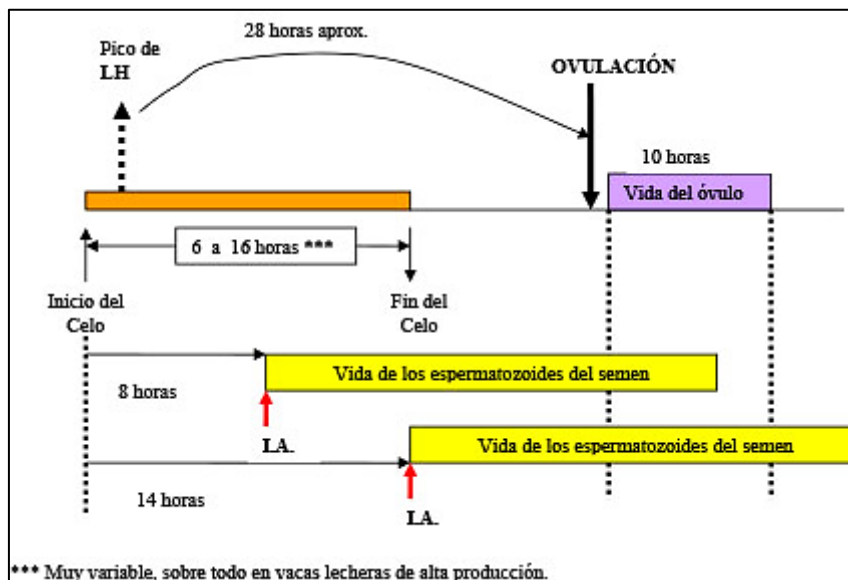 28 horas aprox.
Pico de
LH
OVULACIÓN
10 horas
Vida del óvulo
6 a 16 horas ***
Inicio del
Celo
Fin del
Celo
Vida de los espermatozoides del semen
8 horas
I.A.
Vida de los espermatozoides del semen
14 horas
I.A.
*** Muy variable, sobre todo en vacas lecheras de alta producción.